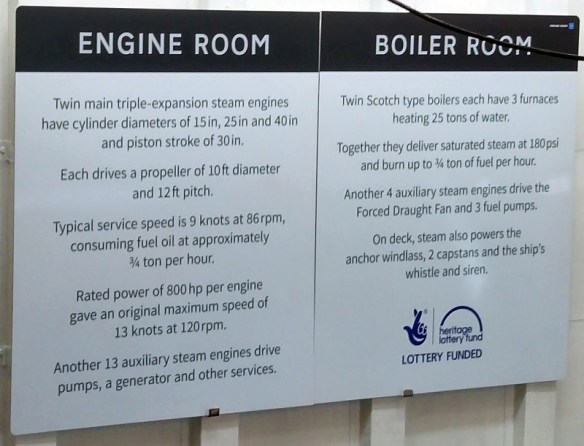 ENGINE ROOM
Twin main triple-expansion steam engines
have cylinder diameters of 15in, 25in and 40in
and piston stroke of 30in.
Each drives a propeller of 10ft diameter
and 12ft pitch.
Typical service speed is 9 knots at 86rpm,
consuming fuel oil at approximately
¾ ton per hour.
Rated power of 800hp per engine
gave an original maximum speed of
13 knots at 120rpm.
Another 13 auxiliary steam engines drive
pumps, a generator and other services.
BOILER ROOM
Twin Scotch type boilers each have 3 furnaces
heating 25 tons of water.
Together they deliver saturated steam at 180psi
and burn up to ¾ ton of fuel per hour.
Another 4 auxiliary steam engines drive the
Forced Draught Fan and 3 fuel pumps.
On deck, steam also powers the
anchor windlass, 2 capstans and the ship's
whistle and siren.
heritage
lottery fund
LOTTERY FUNDED